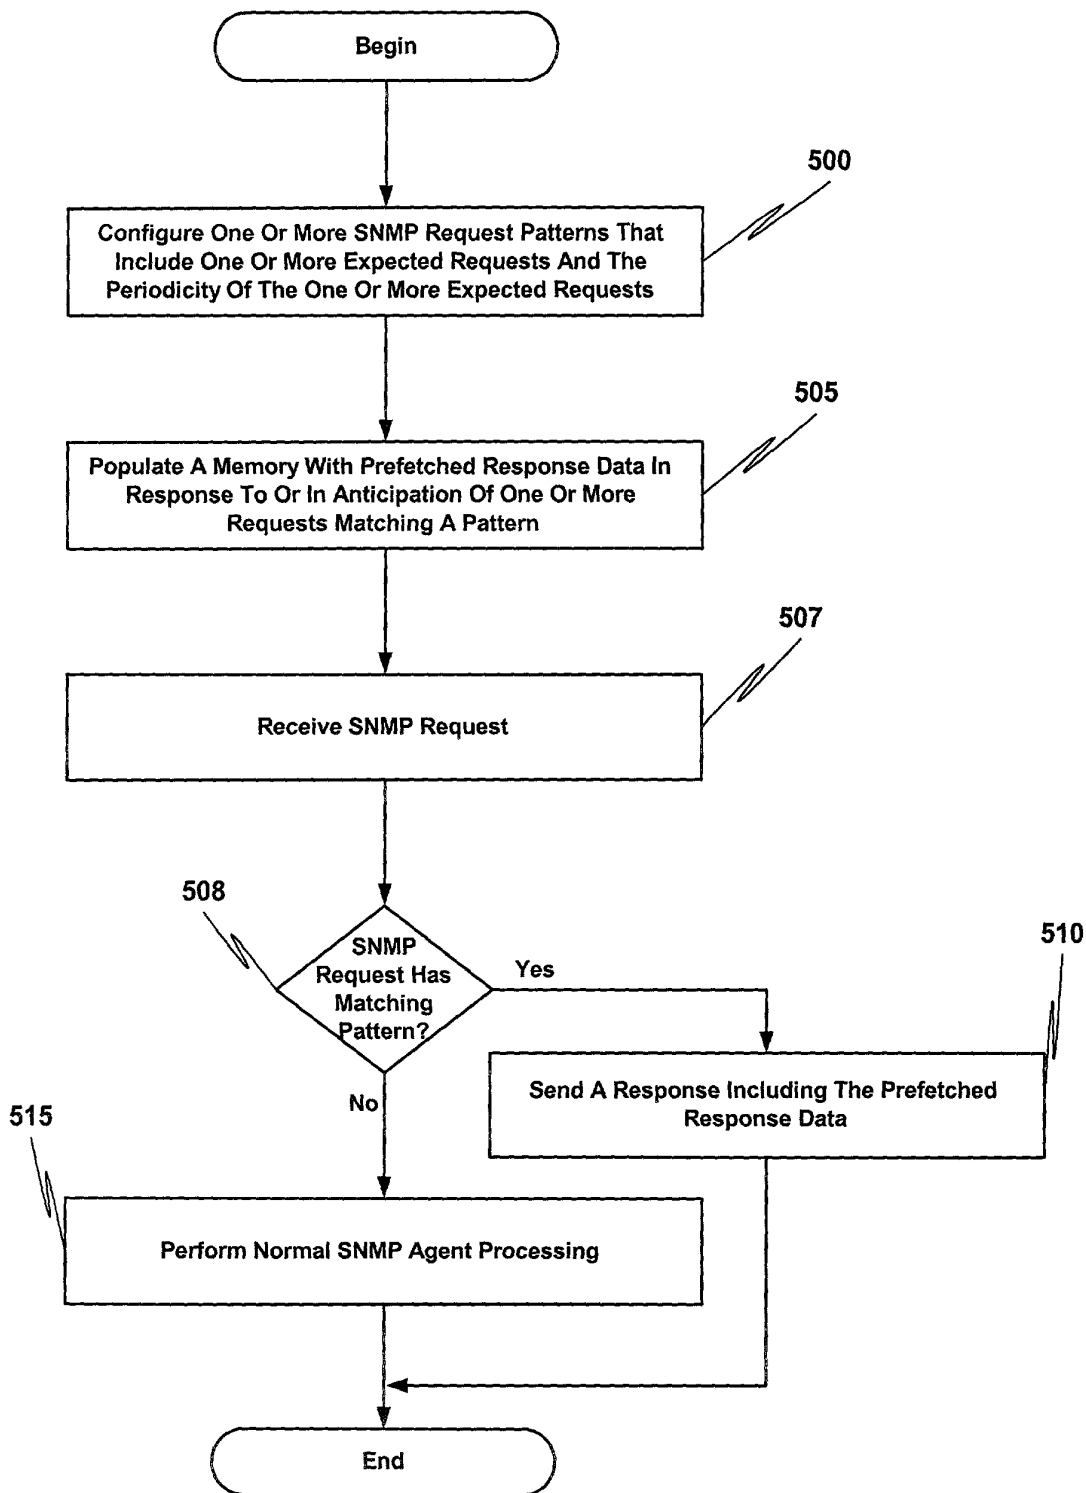 Begin
500
Configure One Or More SNMP Request Patterns That
Include One Or More Expected Requests And The
Periodicity Of The One Or More Expected Requests
505
Populate A Memory With Prefetched Response Data In
Response To Or In Anticipation Of One Or More
Requests Matching A Pattern
507
Receive SNMP Request
508
SNMP
Request Has
Matching
Pattern?
Yes
510
Send A Response Including The Prefetched
Response Data
No
515
Perform Normal SNMP Agent Processing
End